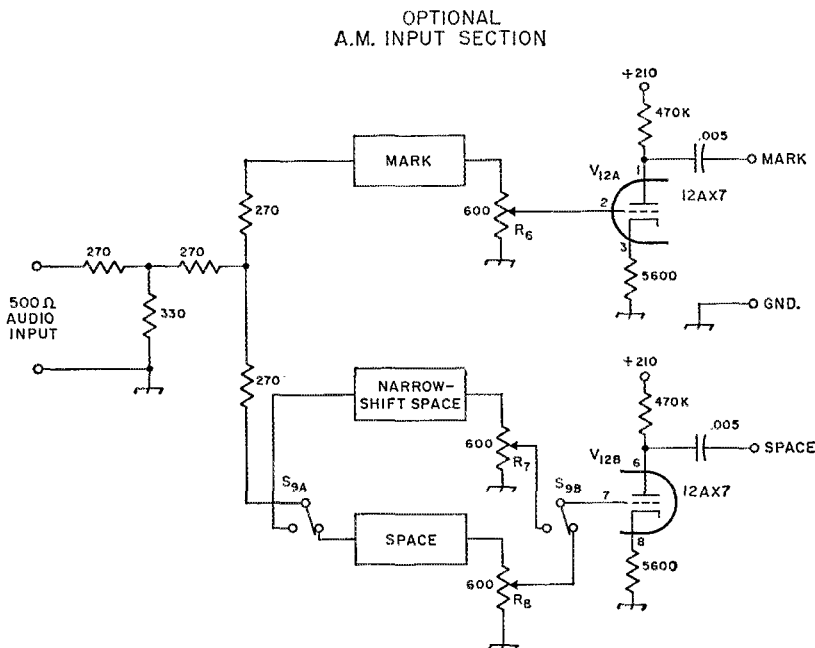 OPTIONAL
A.M. INPUT SECTION
+210
470K
.005
MARK
MARK
V12A
1
12AX7
2
270
600
R6
3
270
270
5600
500Ω
AUDIO
INPUT
330
GND.
+210
270
NARROW-
SHIFT SPACE
470K
.005
SPACE
600
R7
V12B
6
S9A
S9B
7
12AX7
SPACE
8
600
R8
5600